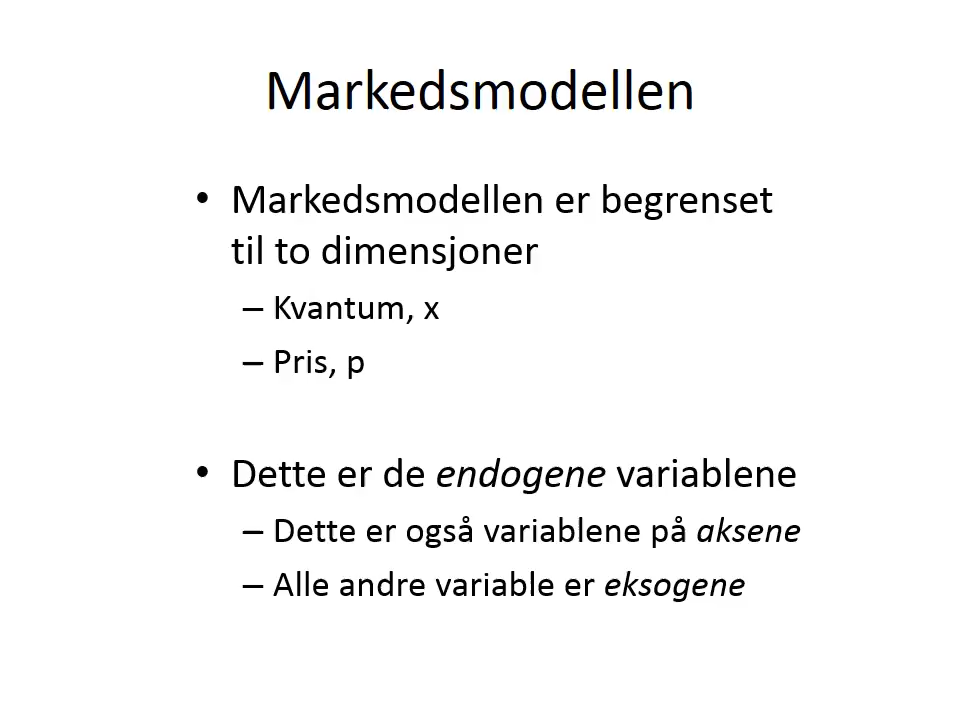 Markedsmodellen
• Markedsmodellen er begrenset
til to dimensjoner
– Kvantum, x
– Pris, p
• Dette er de endogene variablene
– Dette er også variablene på aksene
– Alle andre variable er eksogene